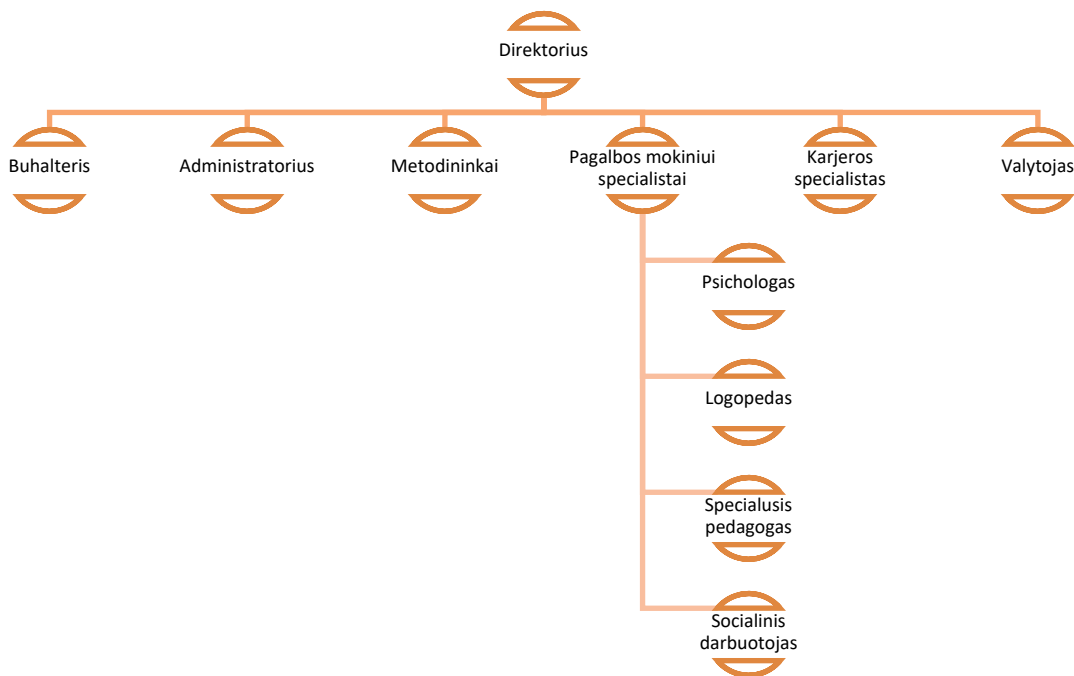 Direktorius
Buhalteris
Administratorius
Metodininkai
Pagalbos mokiniui
specialistai
Karjeros
specialistas
Valytojas
Psichologas
Logopedas
Specialusis
pedagogas
Socialinis
darbuotojas